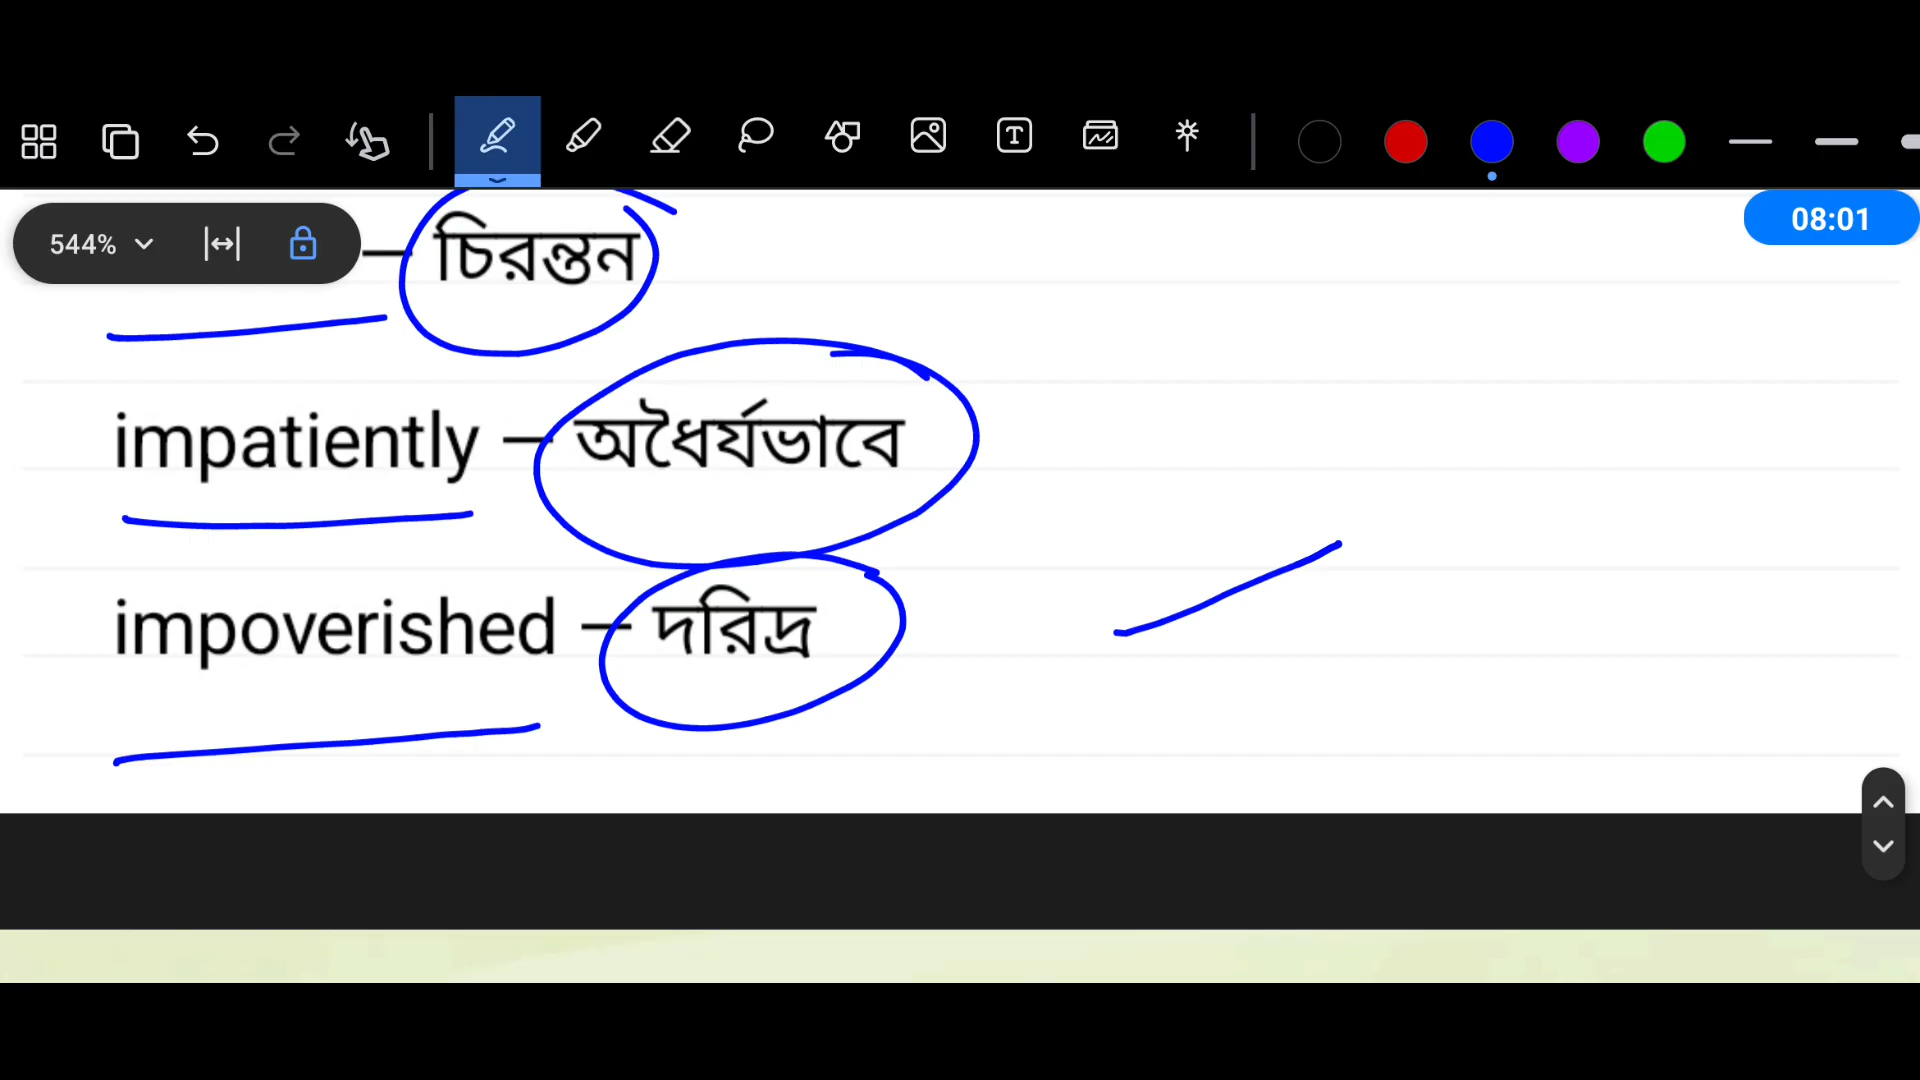 544%
08:01
— চিরন্তন
impatiently – অধৈর্যভাবে
impoverished – দরিদ্র